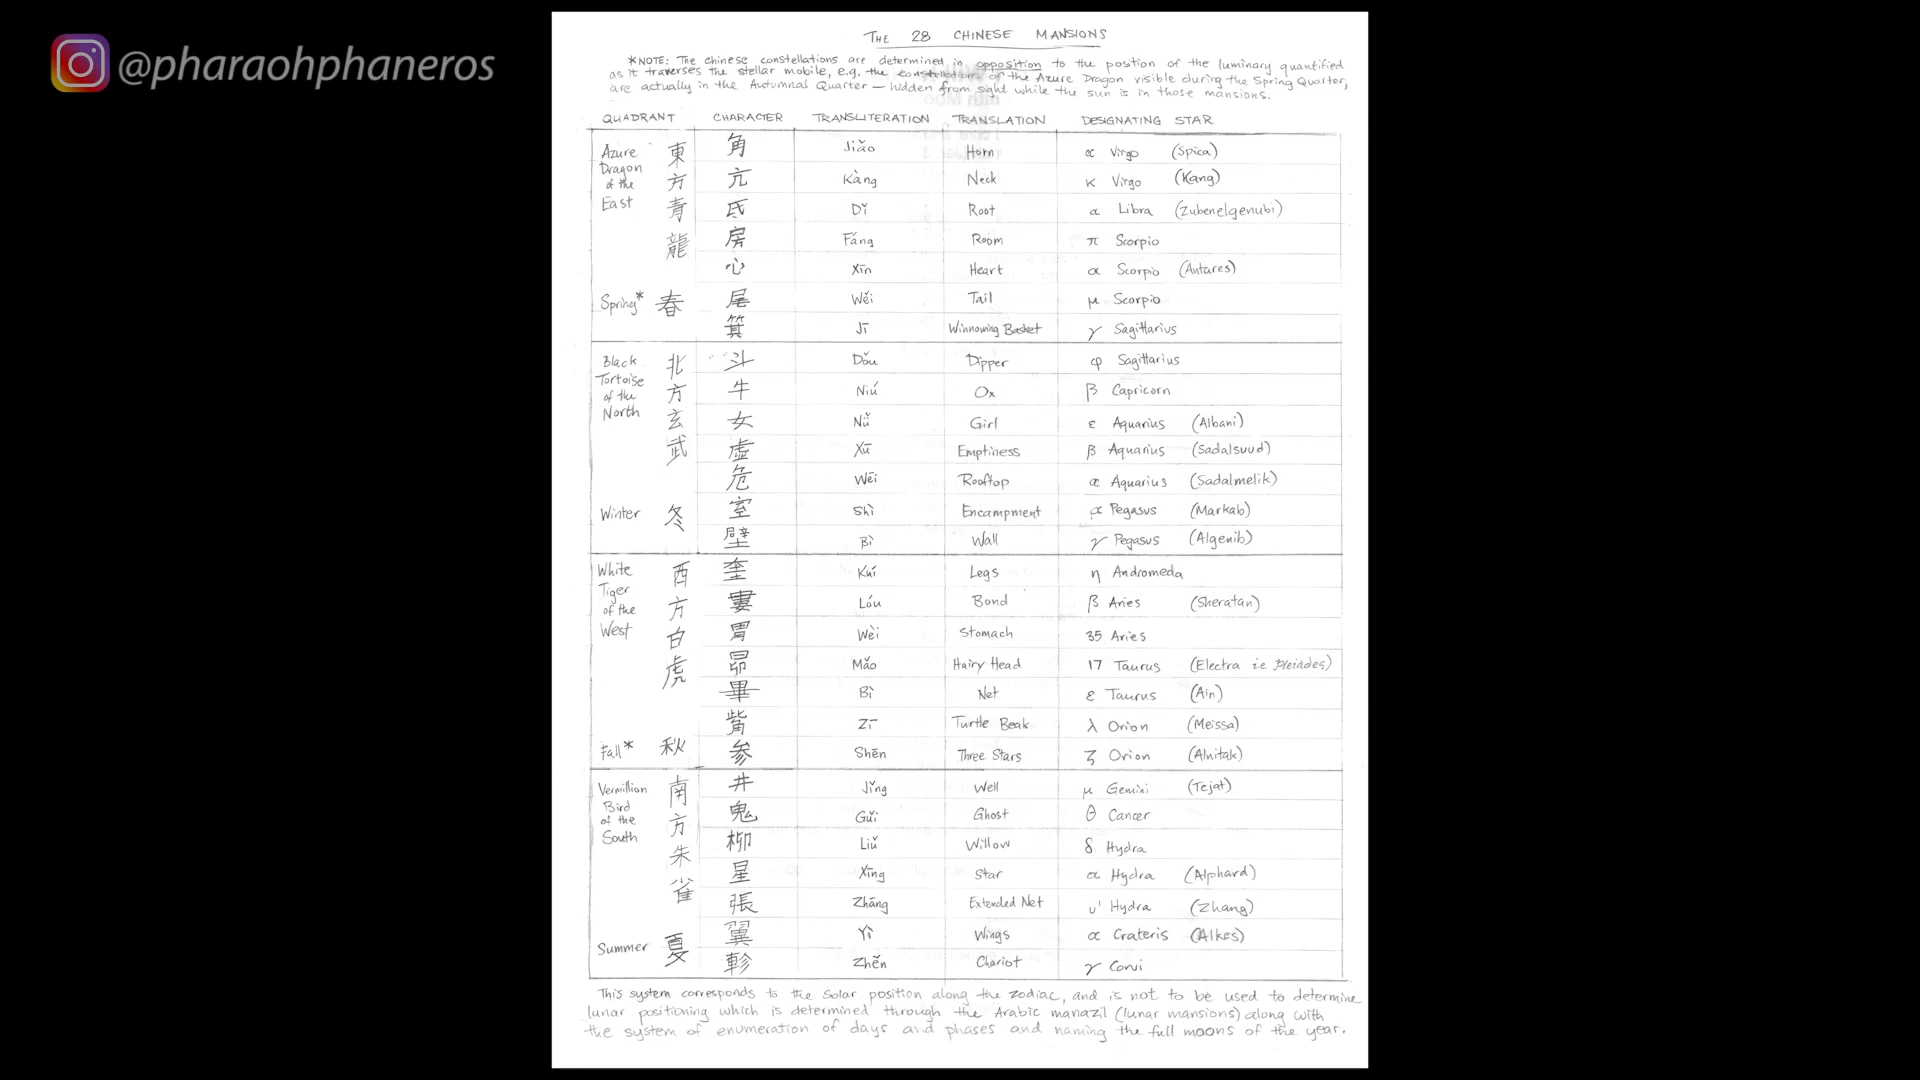 @pharaohphaneros
THE 28 CHINESE MANSIONS
*NOTE: The chinese constellations are determined in opposition to the position of the luminary quantified
as it traverses the stellar mobile, e.g. the constellations of the Azure Dragon visible during the Spring Quarter,
are actually in the Autumnal Quarter — hidden from sight while the sun is in those mansions.
QUADRANT CHARACTER TRANSLITERATION TRANSLATION DESIGNATING STAR
Azure Dragon of the East 東方青龍
Spring* 春
角 Jiǎo Horn α Virgo (Spica)
亢 Kàng Neck κ Virgo (Kang)
氐 Dǐ Root α Libra (Zubenelgenubi)
房 Fáng Room π Scorpio
心 Xīn Heart α Scorpio (Antares)
尾 Wěi Tail μ Scorpio
箕 Jī Winnowing Basket γ Sagittarius
Black Tortoise of the North 北方玄武
Winter 冬
斗 Dǒu Dipper φ Sagittarius
牛 Niú Ox β Capricorn
女 Nǚ Girl ε Aquarius (Albani)
虛 Xū Emptiness β Aquarius (Sadalsuud)
危 Wēi Rooftop α Aquarius (Sadalmelik)
室 Shì Encampment α Pegasus (Markab)
壁 Bì Wall γ Pegasus (Algenib)
White Tiger of the West 西方白虎
Fall* 秋
奎 Kuí Legs η Andromeda
婁 Lóu Bond β Aries (Sheratan)
胃 Wèi Stomach 35 Aries
昴 Mǎo Hairy Head 17 Taurus (Electra i.e Pleiades)
畢 Bì Net ε Taurus (Ain)
觜 Zī Turtle Beak λ Orion (Meissa)
参 Shēn Three Stars ζ Orion (Alnitak)
Vermillion Bird of the South 南方朱雀
Summer 夏
井 Jǐng Well μ Gemini (Tejat)
鬼 Guǐ Ghost θ Cancer
柳 Liǔ Willow δ Hydra
星 Xīng Star α Hydra (Alphard)
張 Zhāng Extended Net υ' Hydra (Zhang)
翼 Yì Wings α Crateris (Alkes)
軫 Zhěn Chariot γ Corvi
This system corresponds to the Solar position along the zodiac, and is not to be used to determine
lunar positioning which is determined through the Arabic manazil (lunar mansions) along with
the system of enumeration of days and phases and naming the full moons of the year.